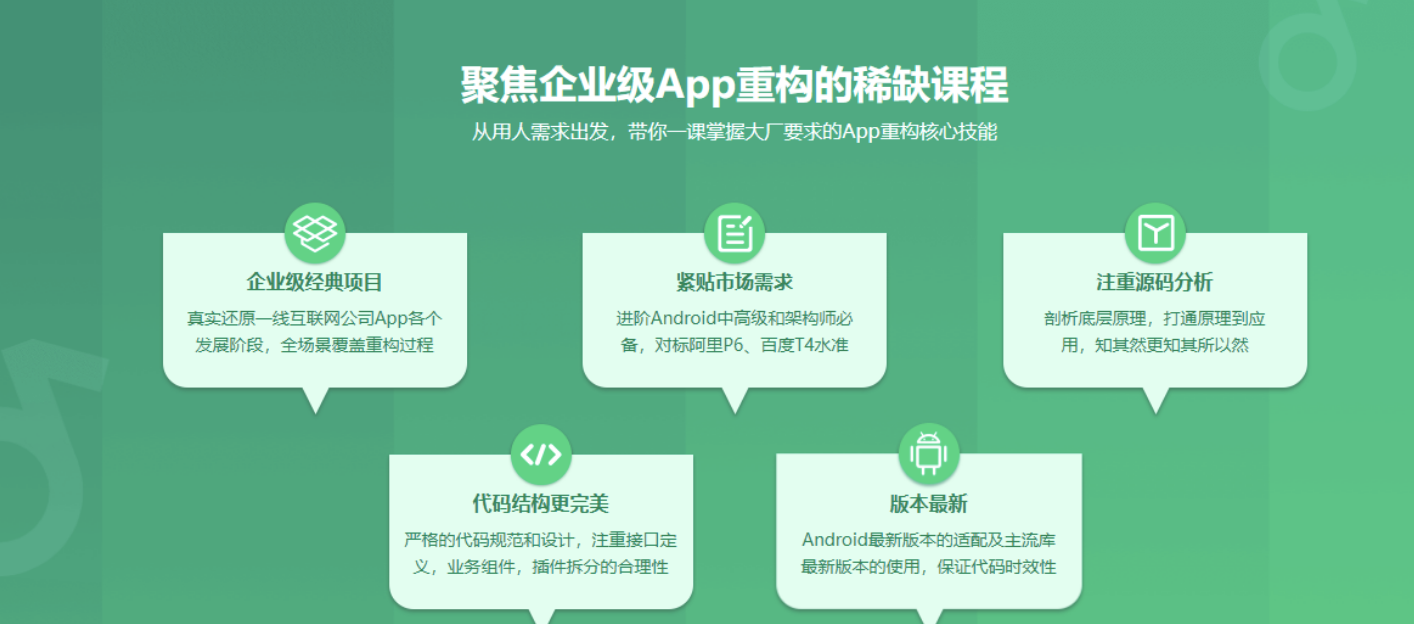 聚焦企业级App重构的稀缺课程
从用人需求出发，带你一课掌握大厂要求的App重构核心技能
企业级经典项目
真实还原一线互联网公司App各个
发展阶段，全场景覆盖重构过程
紧贴市场需求
进阶Android中高级和架构师必
备，对标阿里P6、百度T4水准
注重源码分析
剖析底层原理，打通原理到应
用，知其然更知其所以然
代码结构更完美
严格的代码规范和设计，注重接口定
义，业务组件，插件拆分的合理性
版本最新
Android最新版本的适配及主流库
最新版本的使用，保证代码时效性